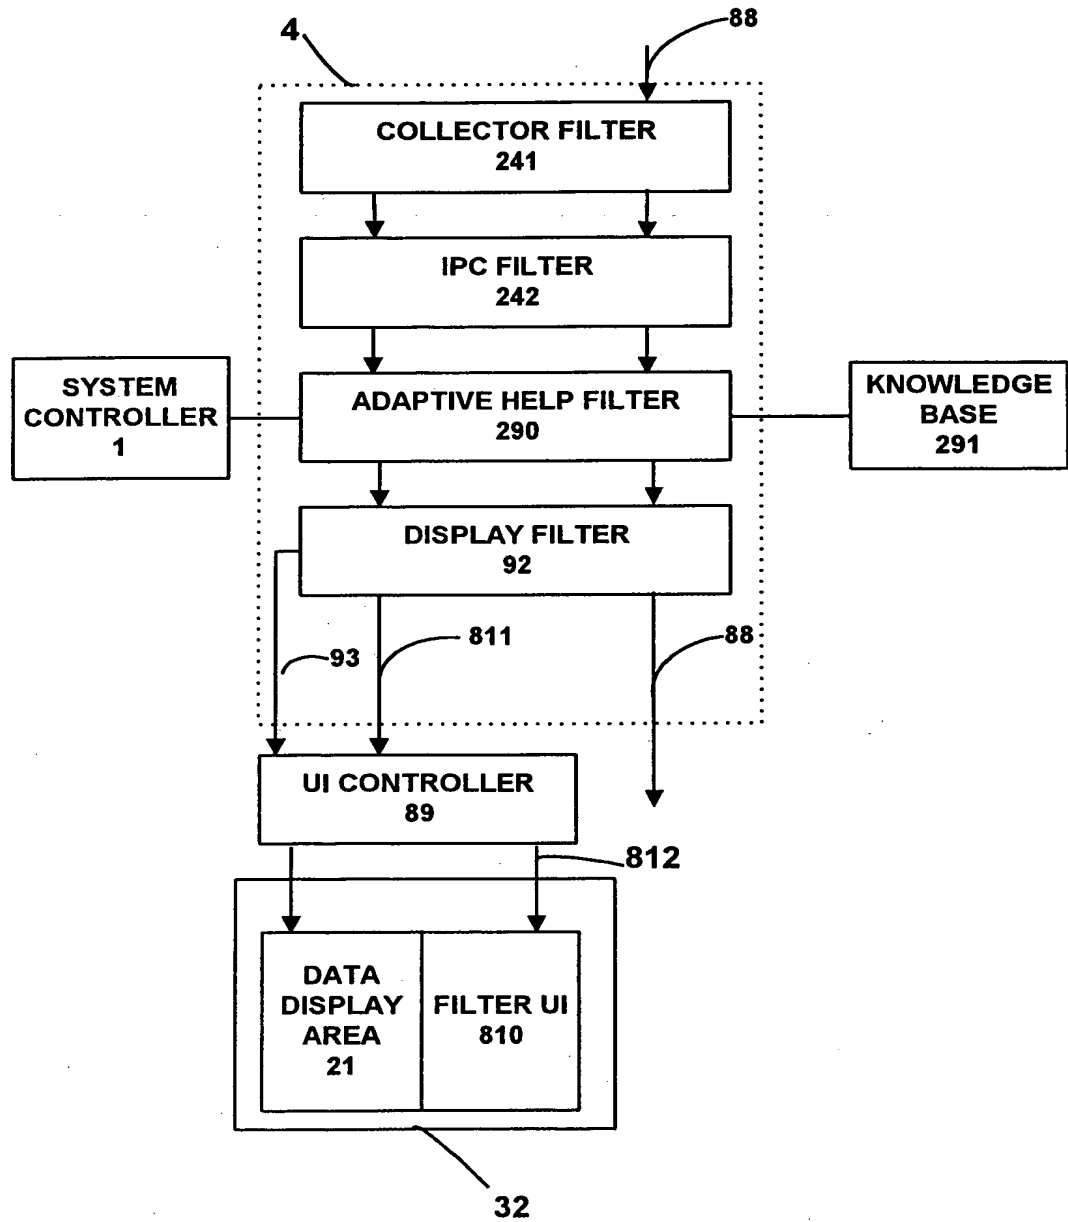 4
88
COLLECTOR FILTER
241
IPC FILTER
242
SYSTEM
CONTROLLER
1
ADAPTIVE HELP FILTER
290
KNOWLEDGE
BASE
291
DISPLAY FILTER
92
93
811
88
UI CONTROLLER
89
812
DATA
DISPLAY
AREA
21
FILTER UI
810
32